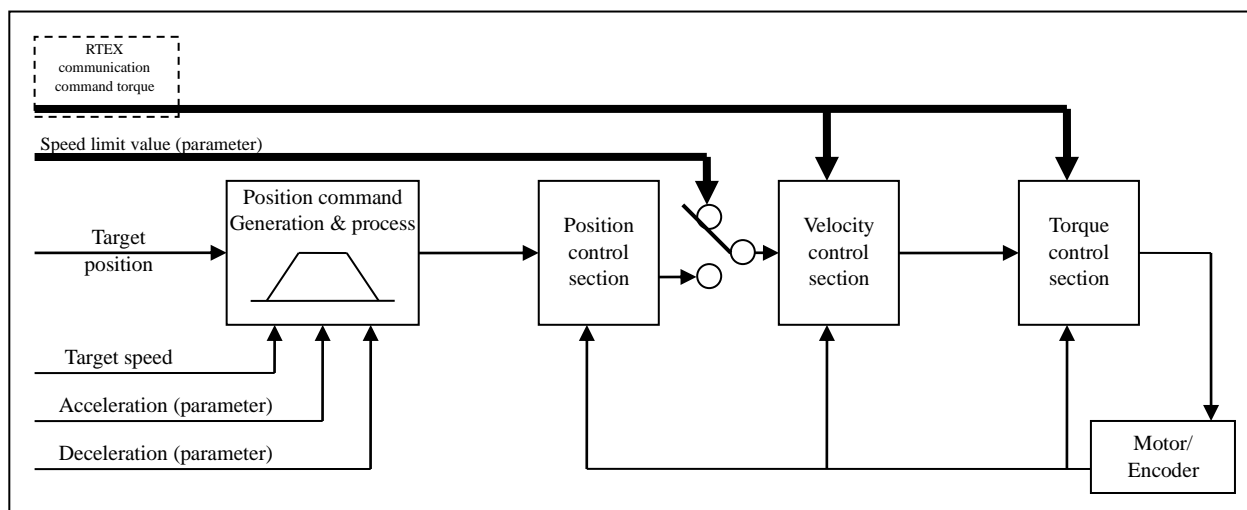 RTEX
communication
command torque
Speed limit value (parameter)
Position command
Generation & process
Target
position
Position
control
section
Velocity
control
section
Torque
control
section
Target speed
Acceleration (parameter)
Deceleration (parameter)
Motor/
Encoder